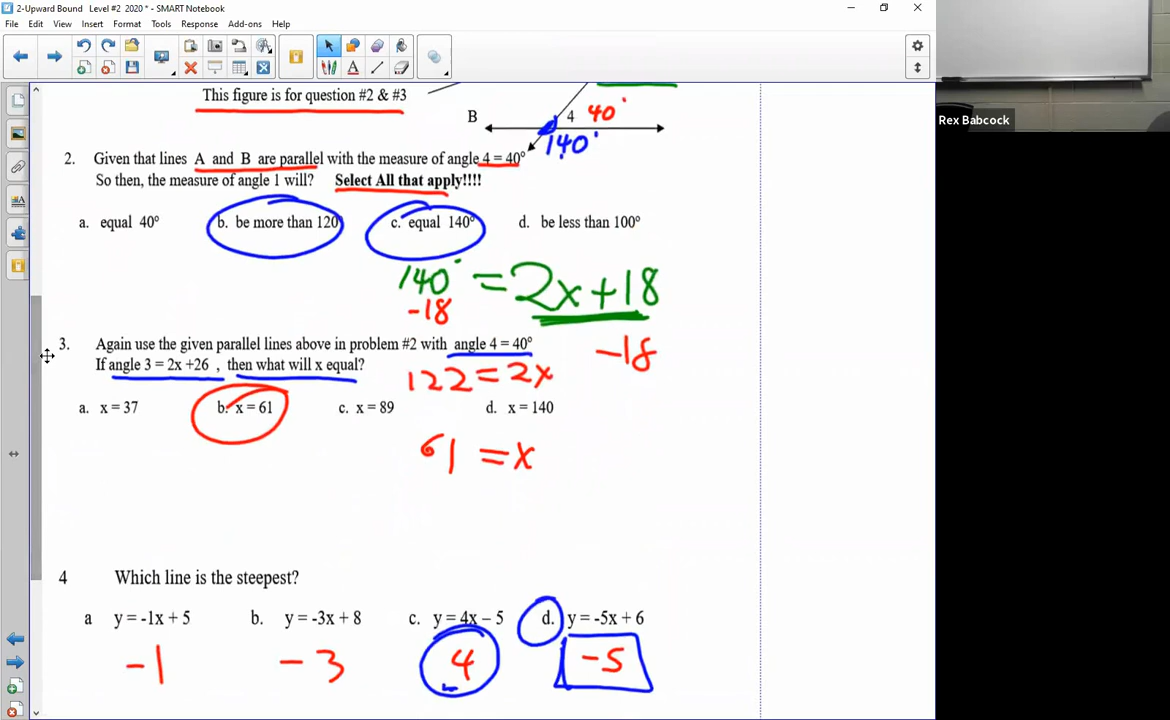 2-Upward Bound Level #2 2020 * - SMART Notebook
File Edit View Insert Format Tools Response Add-ons Help
Rex Babcock
This figure is for question #2 & #3
B
4 40°
140°
2. Given that lines A and B are parallel with the measure of angle 4 = 40°
So then, the measure of angle 1 will? Select All that apply!!!!
a. equal 40° b. be more than 120 c. equal 140° d. be less than 100°
140° = 2x + 18
-18
-18
3. Again use the given parallel lines above in problem #2 with angle 4 = 40°
If angle 3 = 2x +26 , then what will x equal?
122 = 2x
a. x = 37 b. x = 61 c. x = 89 d. x = 140
61 = x
4 Which line is the steepest?
a y = -1x + 5 b. y = -3x + 8 c. y = 4x – 5 d. y = -5x + 6
-1 -3 4 -5